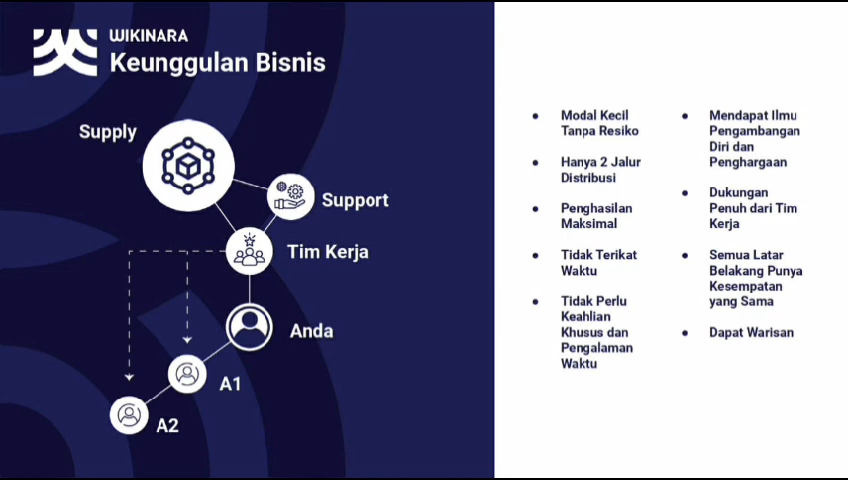 WIKINARA
Keunggulan Bisnis
Supply
Support
Tim Kerja
Anda
A1
A2
Modal Kecil
Tanpa Resiko
Hanya 2 Jalur
Distribusi
Penghasilan
Maksimal
Tidak Terikat
Waktu
Tidak Perlu
Keahlian
Khusus dan
Pengalaman
Waktu
Mendapat Ilmu
Pengambangan
Diri dan
Penghargaan
Dukungan
Penuh dari Tim
Kerja
Semua Latar
Belakang Punya
Kesempatan
yang Sama
Dapat Warisan